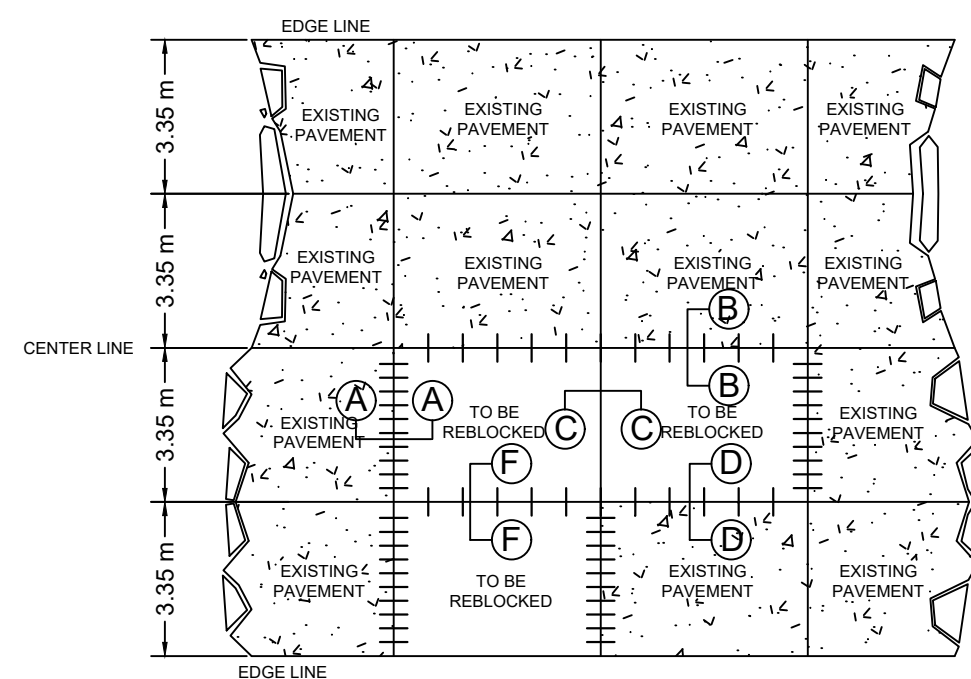 EDGE LINE
3.35 m
EXISTING
PAVEMENT
EXISTING
PAVEMENT
EXISTING
PAVEMENT
EXISTING
PAVEMENT
3.35 m
EXISTING
PAVEMENT
EXISTING
PAVEMENT
EXISTING
PAVEMENT
EXISTING
PAVEMENT
B
CENTER LINE
B
3.35 m
A
A
EXISTING
PAVEMENT
TO BE
REBLOCKED
C
C
TO BE
REBLOCKED
EXISTING
PAVEMENT
F
D
F
D
3.35 m
EXISTING
PAVEMENT
TO BE
REBLOCKED
EXISTING
PAVEMENT
EXISTING
PAVEMENT
EDGE LINE